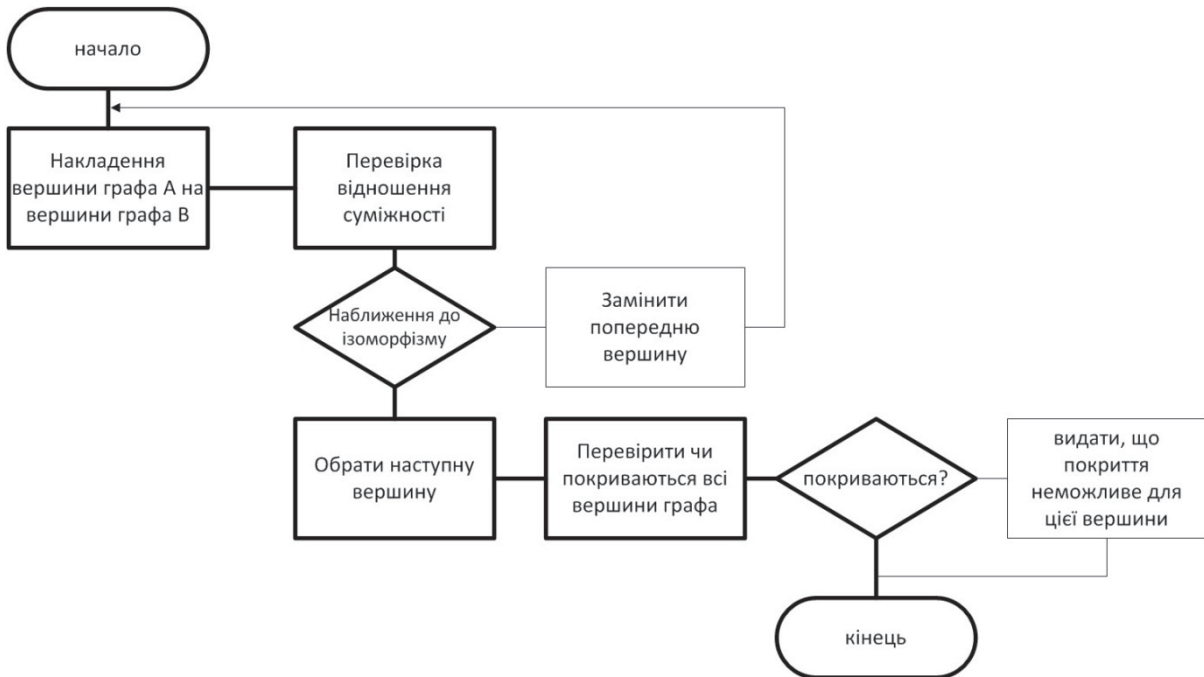 начало
Накладення
вершини графа А на
вершини графа В
Перевірка
відношення
суміжності
Наближення до
ізоморфізму
Замінити
попередню
вершину
Обрати наступну
вершину
Перевірити чи
покриваються всі
вершини графа
покриваються?
видати, що
покриття
неможливе для
цієї вершини
кінець